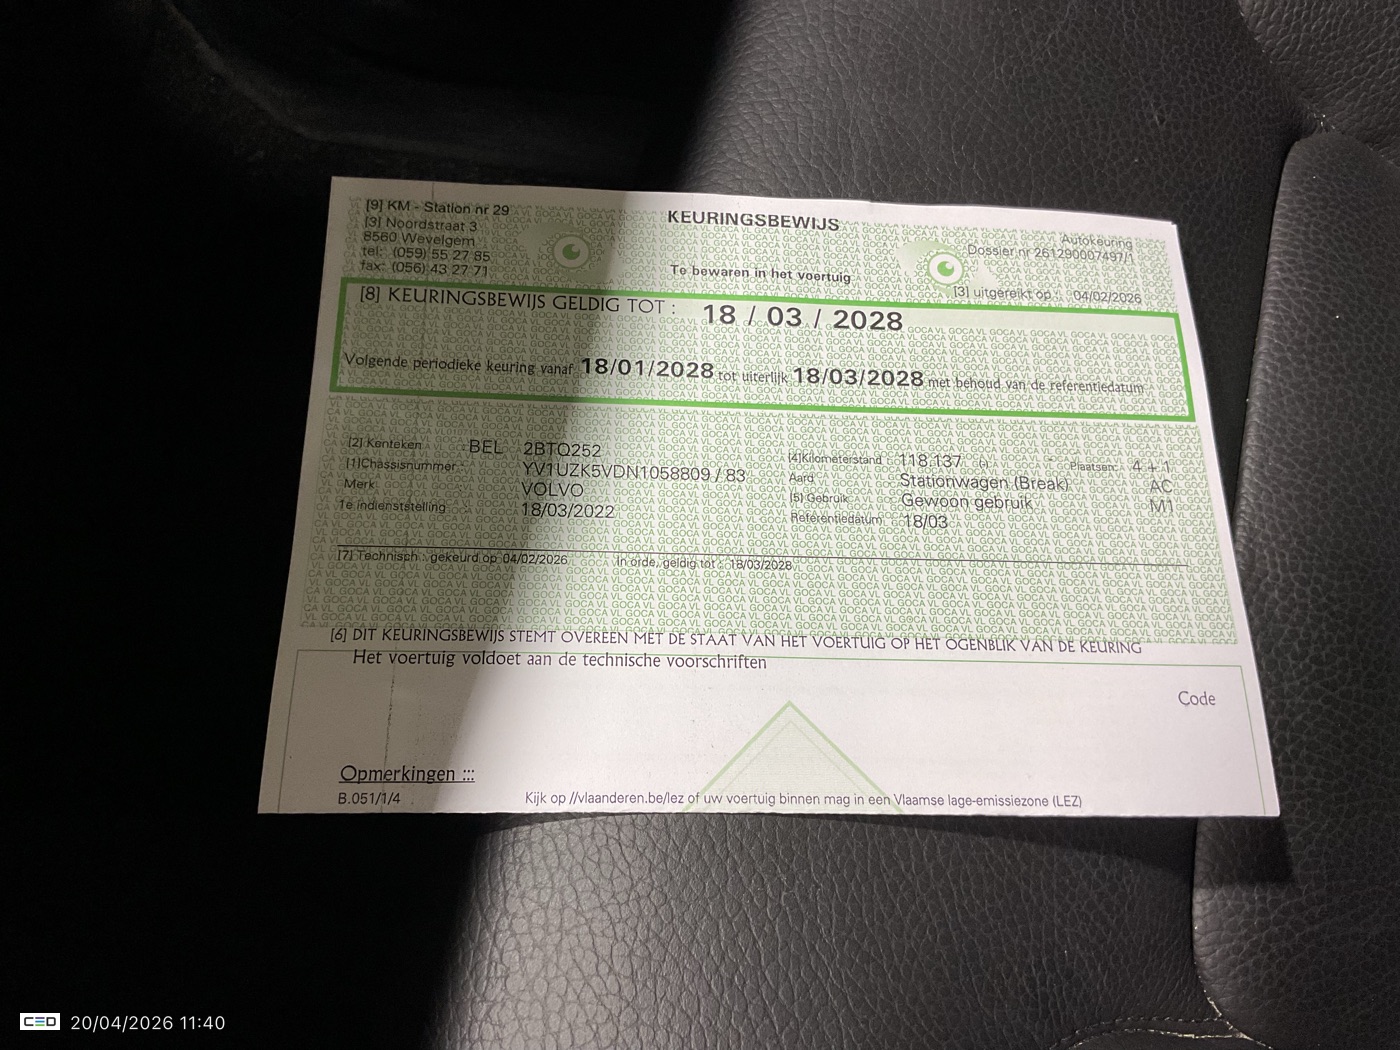 [9] KM - Station nr 29
[3] Noordstraat 3
8560 Wevelgem
tel: (059) 55 27 85
fax: (056) 43 27 71
KEURINGSBEWIJS
Te bewaren in het voertuig
Autokeuring
Dossier nr 261290007497/1
[3] uitgereikt op : 04/02/2026
[8] KEURINGSBEWIJS GELDIG TOT : 18 / 03 / 2028
Volgende periodieke keuring vanaf 18/01/2028 tot uiterlijk 18/03/2028 met behoud van de referentiedatum
[2] Kenteken : BEL 2BTQ252
[1]Chassisnummer : YV1UZK5VDN1058809 / 83
Merk : VOLVO
1e indienststelling : 18/03/2022
[4]Kilometerstand : 118.137 Plaatsen: 4 + 1
Aard : Stationwagen (Break) AC
[5] Gebruik : Gewoon gebruik M1
Referentiedatum : 18/03
[7] Technisch : gekeurd op 04/02/2026 In orde, geldig tot : 18/03/2028
[6] DIT KEURINGSBEWIJS STEMT OVEREEN MET DE STAAT VAN HET VOERTUIG OP HET OGENBLIK VAN DE KEURING
Het voertuig voldoet aan de technische voorschriften
Code
Opmerkingen :::
B.051/1/4
Kijk op //vlaanderen.be/lez of uw voertuig binnen mag in een Vlaamse lage-emissiezone (LEZ)
CED 20/04/2026 11:40